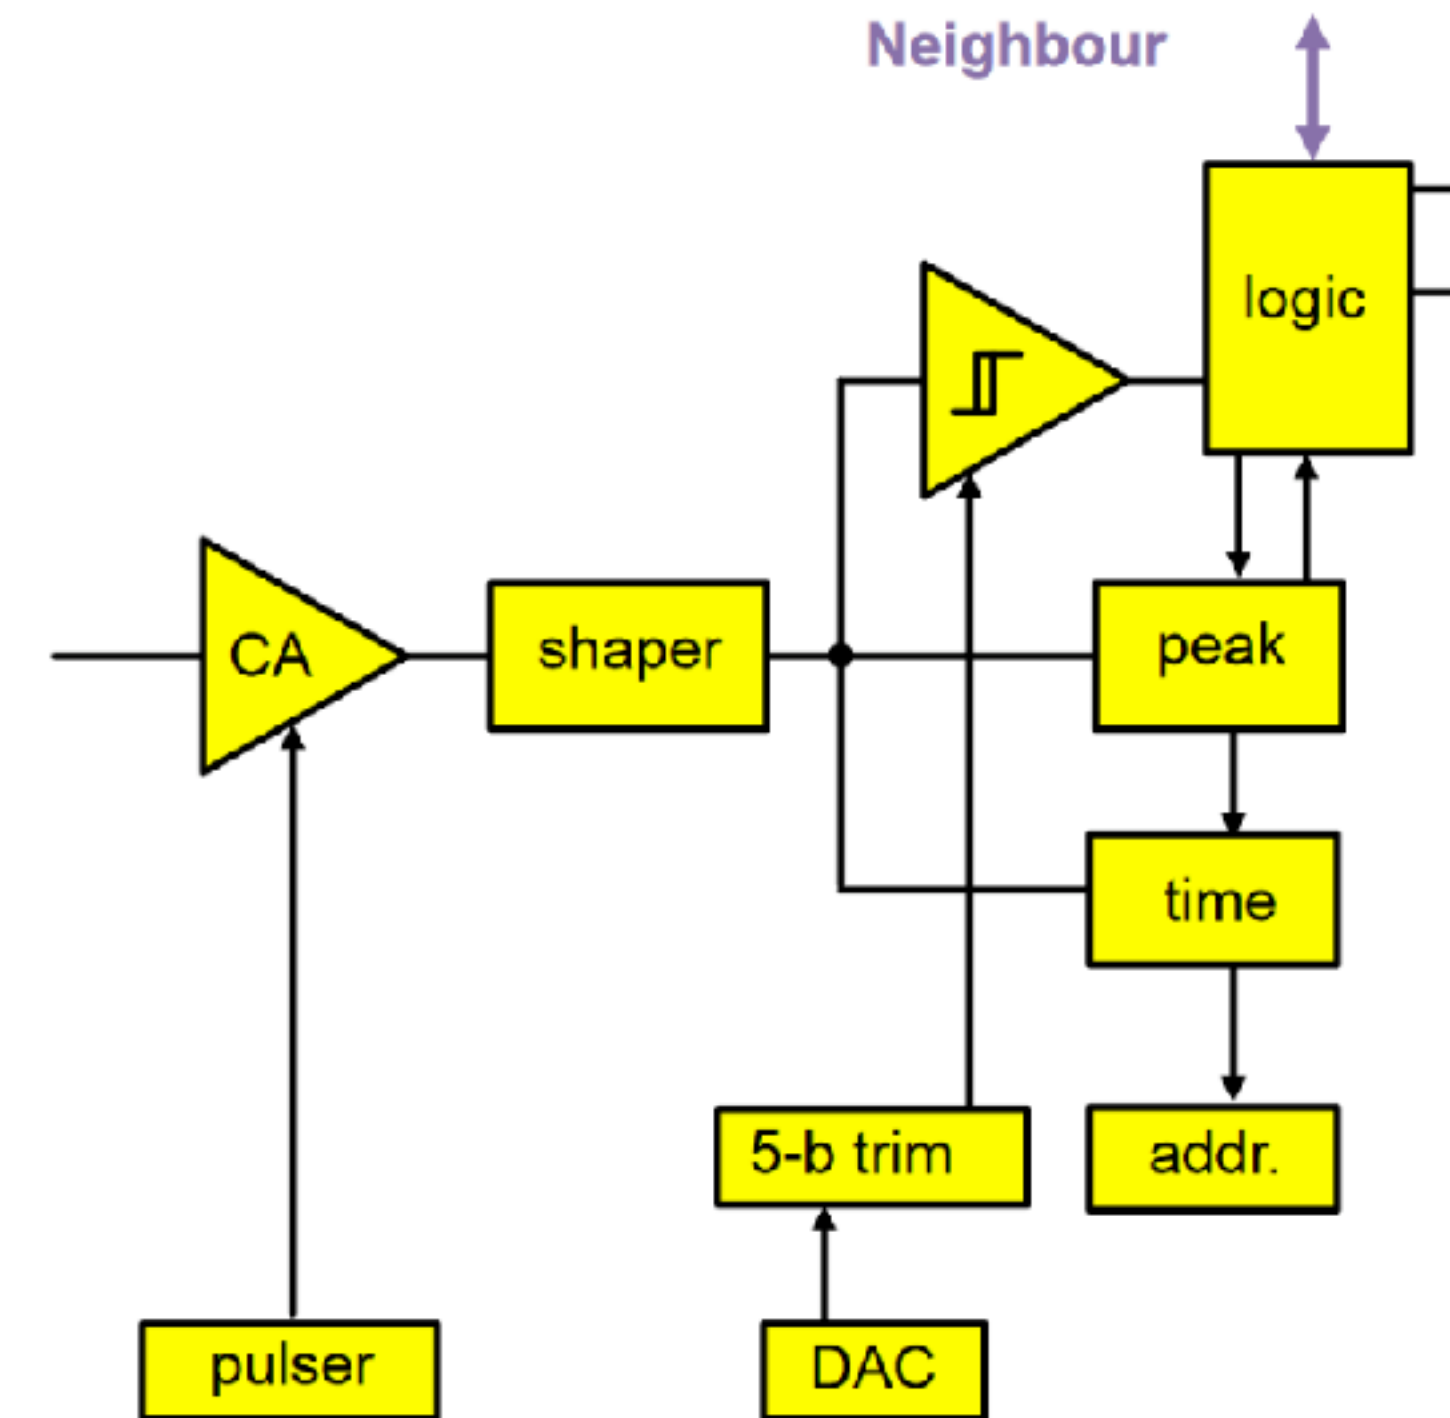 Neighbour
logic
CA
shaper
peak
time
5-b trim
addr.
pulser
DAC